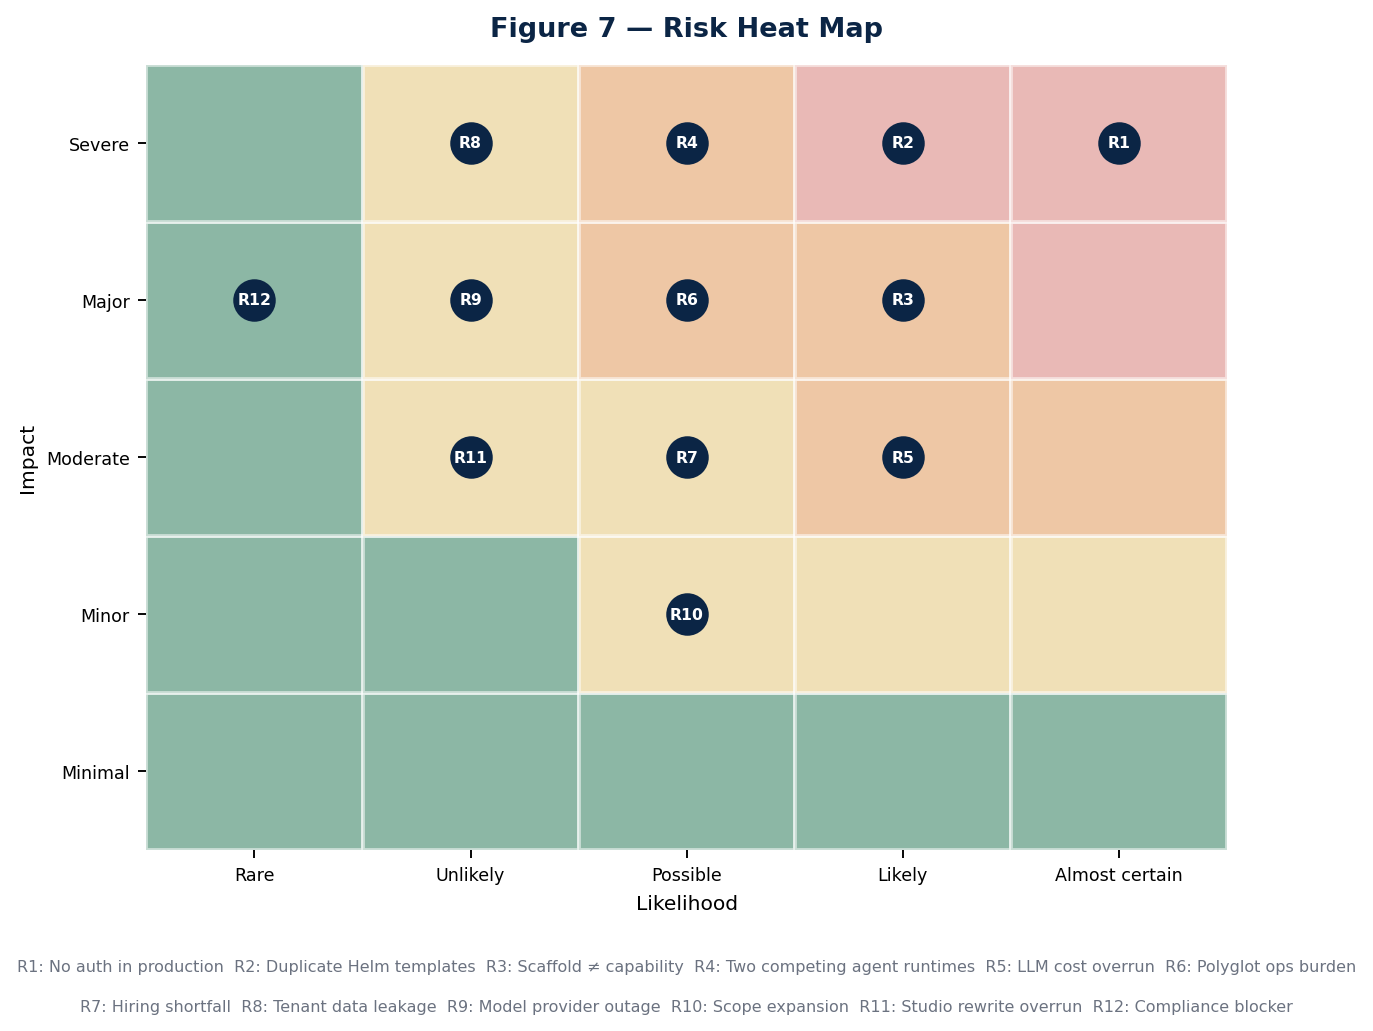 Figure 7 — Risk Heat Map
Severe
R8
R4
R2
R1
Major
R12
R9
R6
R3
Impact
Moderate
R11
R7
R5
Minor
R10
Minimal
Rare
Unlikely
Possible
Likely
Almost certain
Likelihood
R1: No auth in production  R2: Duplicate Helm templates  R3: Scaffold ≠ capability  R4: Two competing agent runtimes  R5: LLM cost overrun  R6: Polyglot ops burden
R7: Hiring shortfall  R8: Tenant data leakage  R9: Model provider outage  R10: Scope expansion  R11: Studio rewrite overrun  R12: Compliance blocker